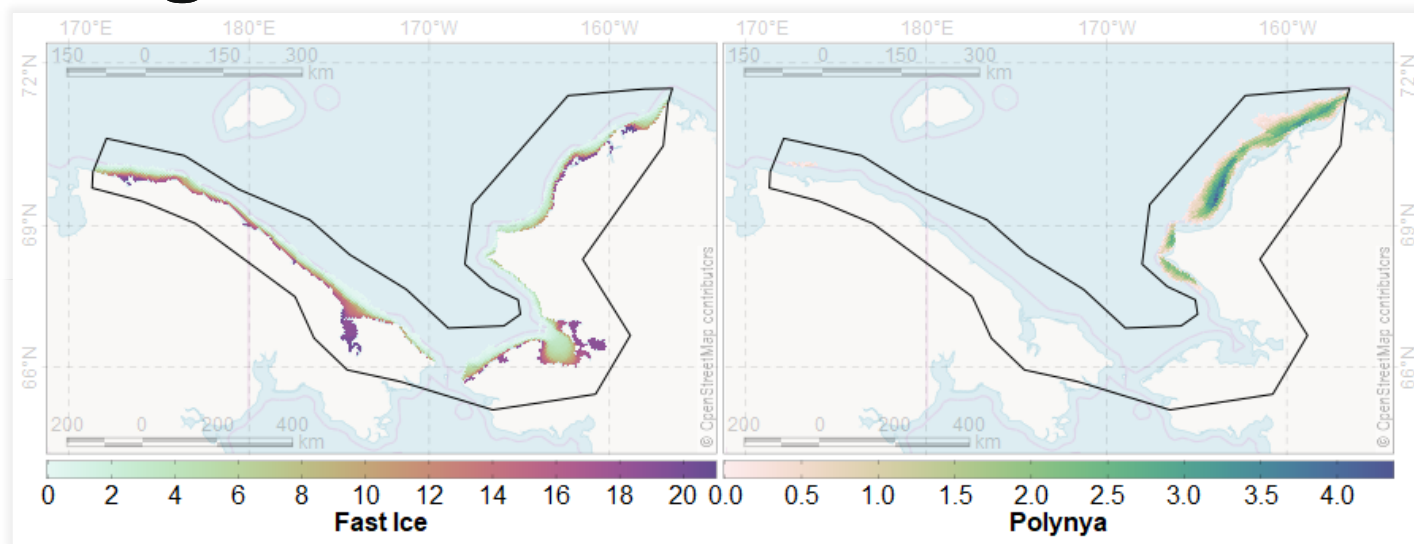 170°E 180°E 170°W 160°W 170°E 180°E 170°W 160°W
150 0 150 300 km 150 0 150 300 km
72°N 72°N
69°N 69°N
66°N 66°N
200 0 200 400 km 200 0 200 400 km
© OpenStreetMap contributors © OpenStreetMap contributors
0 2 4 6 8 10 12 14 16 18 20 0.0 0.5 1.0 1.5 2.0 2.5 3.0 3.5 4.0
Fast Ice Polynya